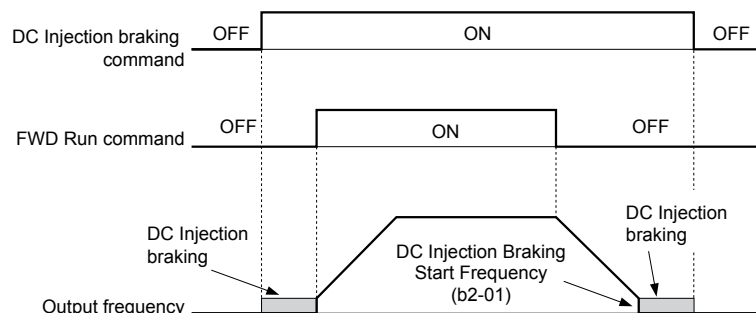 DC Injection braking
command
OFF
ON
OFF
FWD Run command
OFF
ON
OFF
DC Injection
braking
DC Injection Braking
Start Frequency
(b2-01)
DC Injection
braking
Output frequency